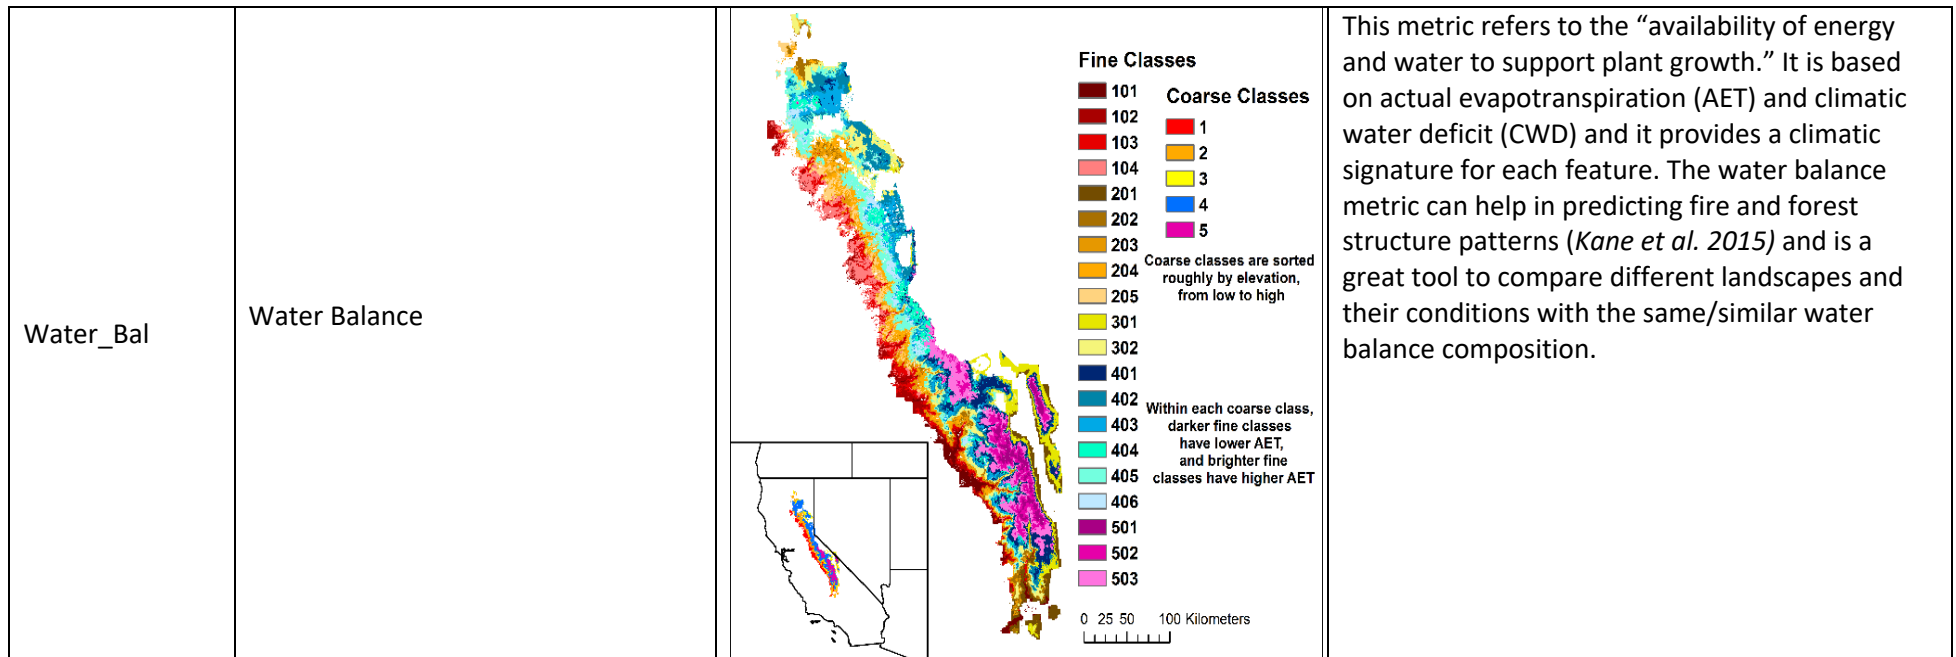 Water_Bal
Water Balance
Fine Classes
101
102
103
104
201
202
203
204
205
301
302
401
402
403
404
405
406
501
502
503
Coarse Classes
1
2
3
4
5
Coarse classes are sorted
roughly by elevation,
from low to high
Within each coarse class,
darker fine classes
have lower AET,
and brighter fine
classes have higher AET
0 25 50 100 Kilometers
This metric refers to the “availability of energy
and water to support plant growth.” It is based
on actual evapotranspiration (AET) and climatic
water deficit (CWD) and it provides a climatic
signature for each feature. The water balance
metric can help in predicting fire and forest
structure patterns (Kane et al. 2015) and is a
great tool to compare different landscapes and
their conditions with the same/similar water
balance composition.